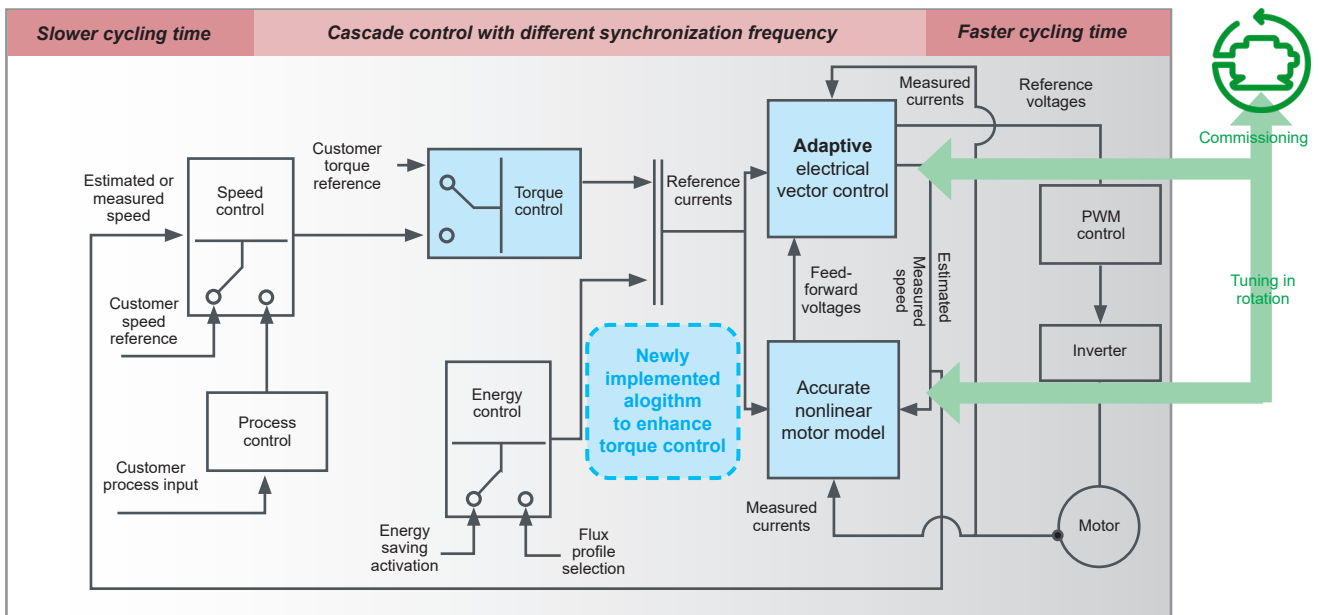 Slower cycling time
Cascade control with different synchronization frequency
Faster cycling time
Commissioning
Tuning in
rotation
Estimated or
measured
speed
Speed
control
Customer
speed
reference
Process
control
Customer
process input
Customer
torque
reference
Torque
control
Reference
currents
Energy
control
Energy
saving
activation
Flux
profile
selection
Newly
implemented
alogithm
to enhance
torque control
Measured
currents
Reference
voltages
Adaptive
electrical
vector control
Feed-
forward
voltages
Estimated
Measured
speed
Accurate
nonlinear
motor model
Measured
currents
PWM
control
Inverter
Motor